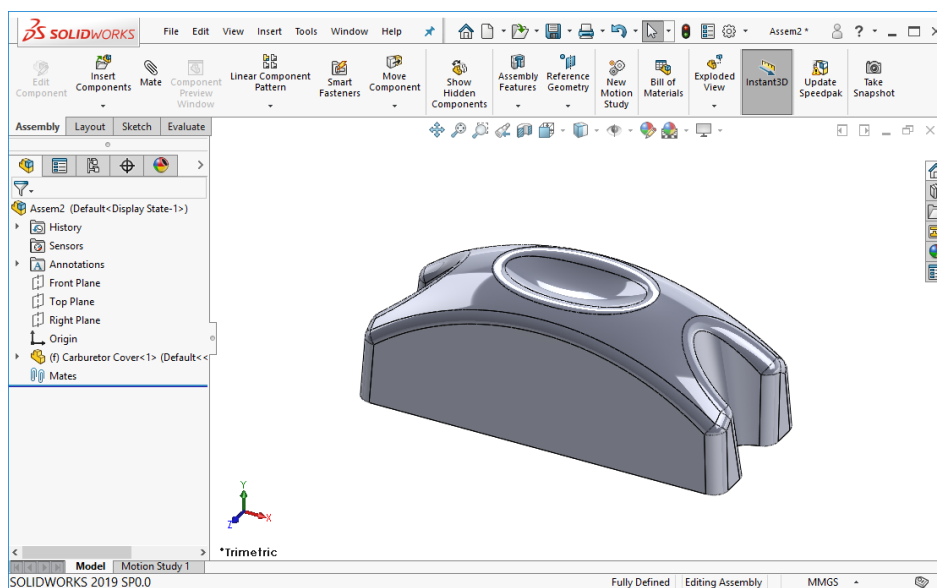 SOLIDWORKS File Edit View Insert Tools Window Help Assem2 * ?
Edit Component
Insert Components
Mate
Component Preview Window
Linear Component Pattern
Smart Fasteners
Move Component
Show Hidden Components
Assembly Features
Reference Geometry
New Motion Study
Bill of Materials
Exploded View
Instant3D
Update Speedpak
Take Snapshot
Assembly Layout Sketch Evaluate
Assem2 (Default<Display State-1>)
History
Sensors
A Annotations
Front Plane
Top Plane
Right Plane
Origin
(f) Carburetor Cover<1> (Default<<
Mates
Y
X
Z
*Trimetric
Model Motion Study 1
SOLIDWORKS 2019 SP0.0 Fully Defined Editing Assembly MMGS